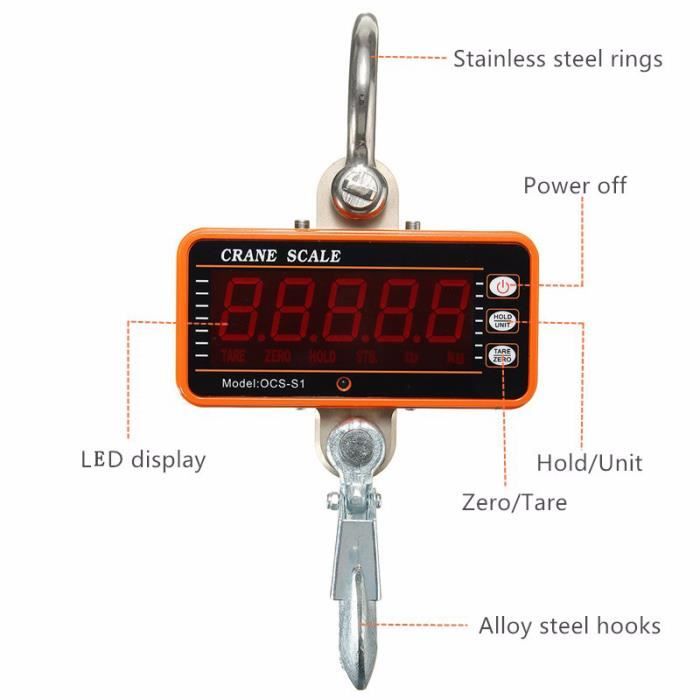 Stainless steel rings
Power off
CRANE SCALE
88888
HOLD
UNIT
TARE
ZERO
TARE ZERO HOLD STB. lb kg
Model:OCS-S1
LED display
Hold/Unit
Zero/Tare
Alloy steel hooks